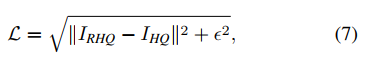 ℒ = √‖I_RHQ − I_HQ‖² + ϵ², (7)